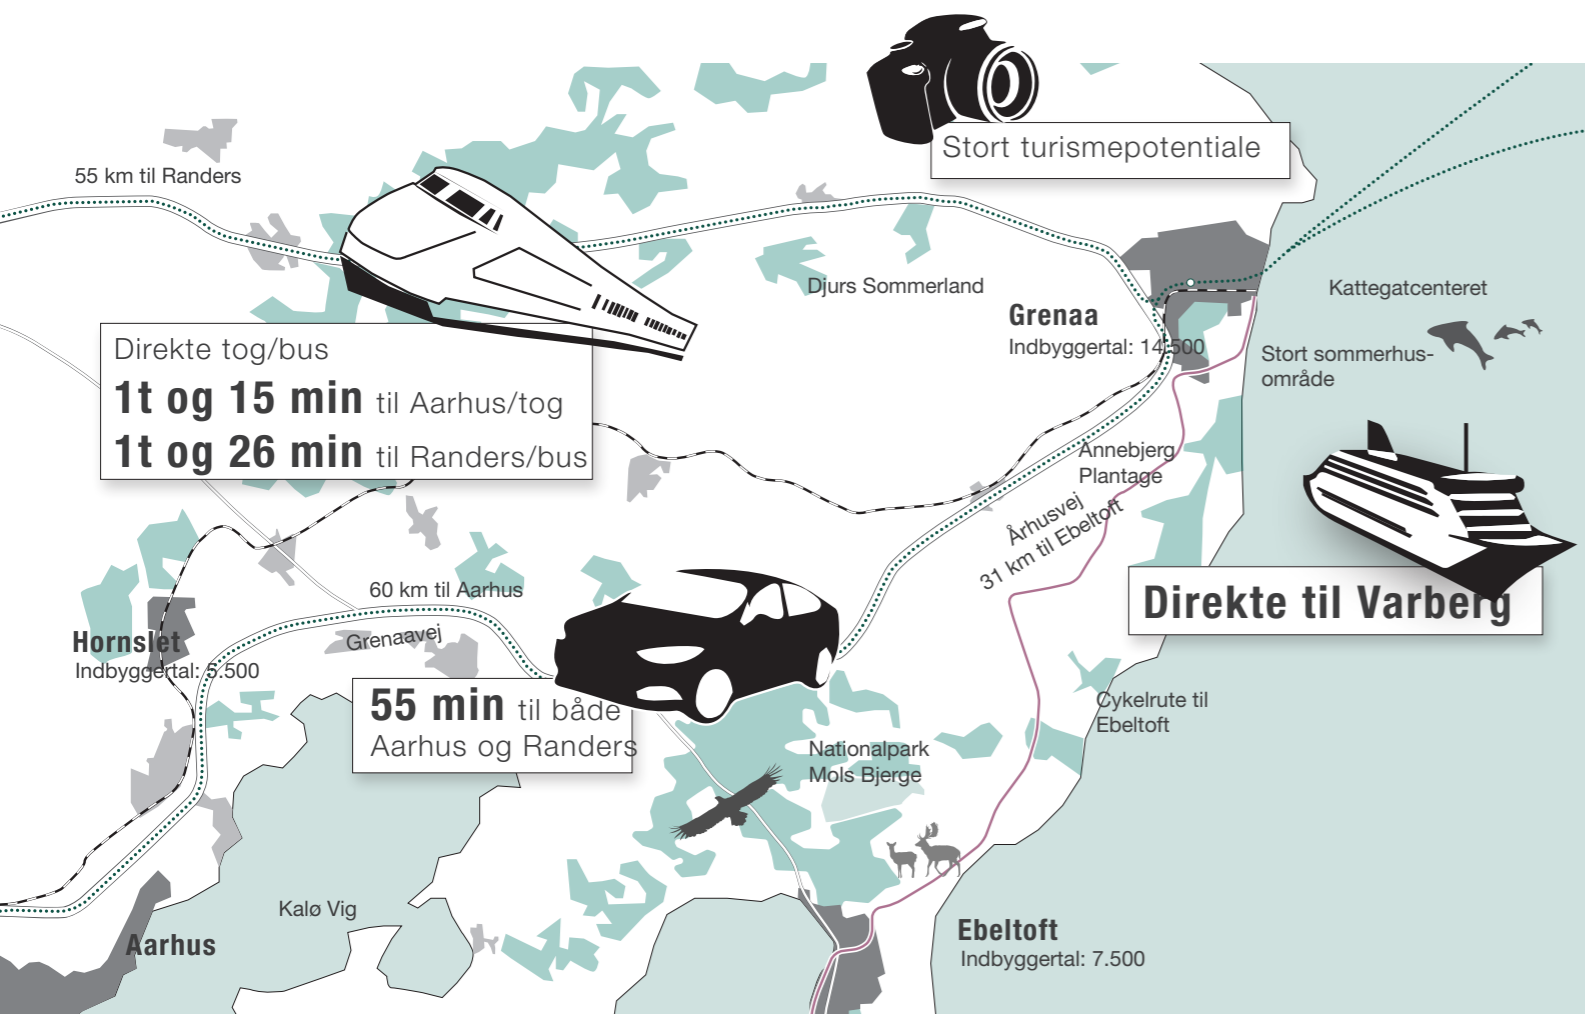 Stort turismepotentiale
55 km til Randers
Djurs Sommerland
Kattegatcenteret
Grenaa
Indbyggertal: 14.500
Stort sommerhus-
område
Direkte tog/bus
1t og 15 min til Aarhus/tog
1t og 26 min til Randers/bus
Annebjerg
Plantage
Århusvej
31 km til Ebeltoft
Direkte til Varberg
60 km til Aarhus
Grenaavej
Hornslet
Indbyggertal: 5.500
55 min til både
Aarhus og Randers
Cykelrute til
Ebeltoft
Nationalpark
Mols Bjerge
Kalø Vig
Aarhus
Ebeltoft
Indbyggertal: 7.500